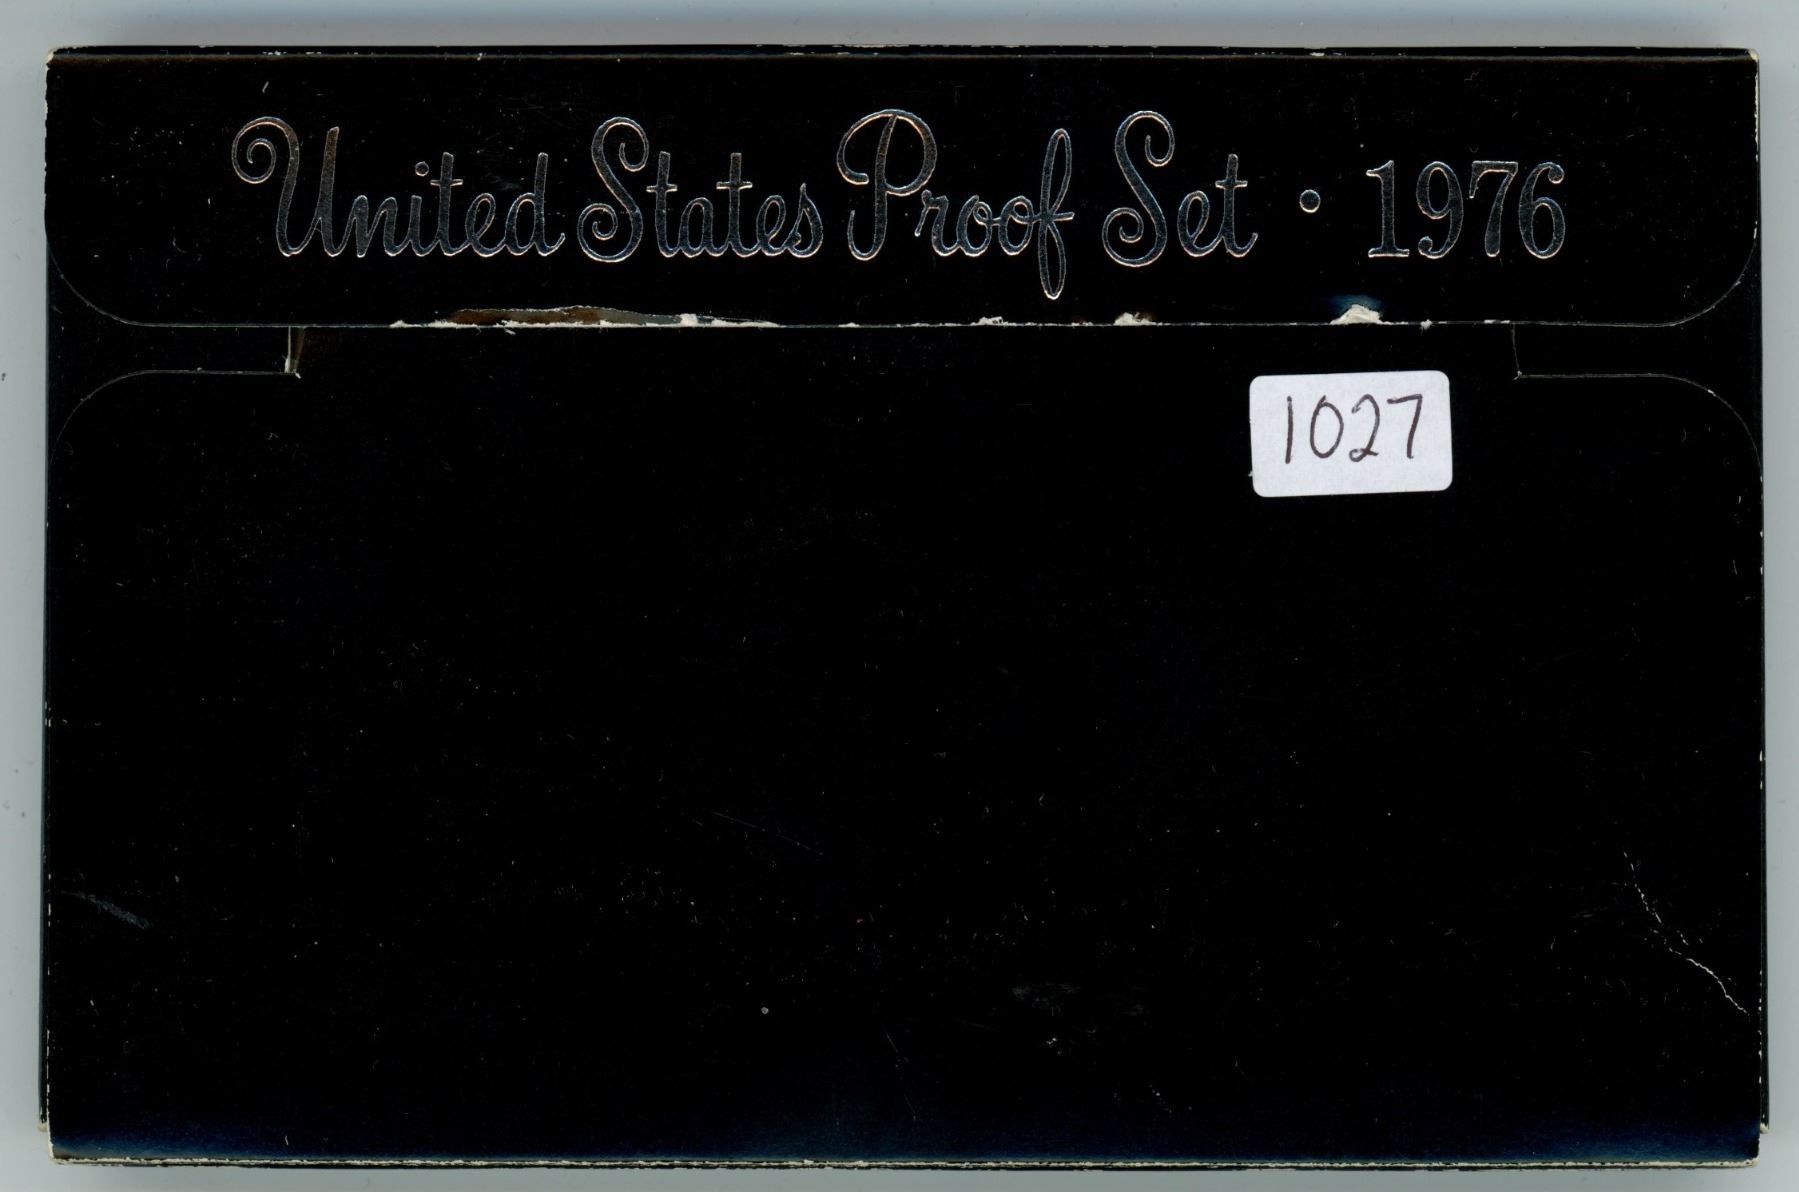 United States Proof Set • 1976
1027